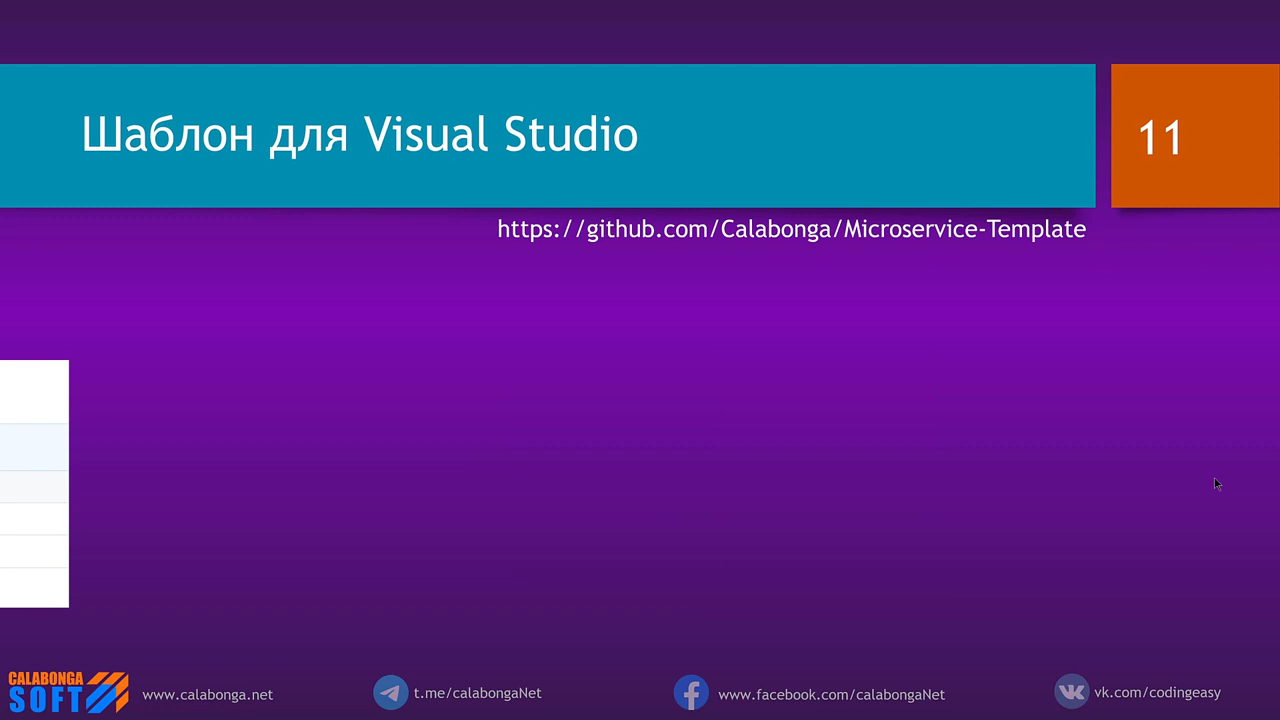 Шаблон для Visual Studio
11
https://github.com/Calabonga/Microservice-Template
CALABONGA
SOFT
www.calabonga.net
t.me/calabongaNet
www.facebook.com/calabongaNet
vk.com/codingeasy